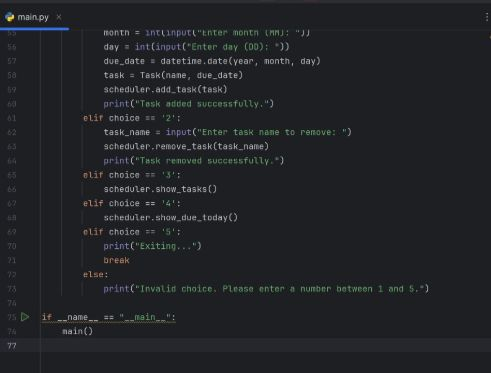 main.py ×
55 month = int(input("Enter month (MM): "))
56 day = int(input("Enter day (DD): "))
57 due_date = datetime.date(year, month, day)
58 task = Task(name, due_date)
59 scheduler.add_task(task)
60 print("Task added successfully.")
61 elif choice == '2':
62 task_name = input("Enter task name to remove: ")
63 scheduler.remove_task(task_name)
64 print("Task removed successfully.")
65 elif choice == '3':
66 scheduler.show_tasks()
67 elif choice == '4':
68 scheduler.show_due_today()
69 elif choice == '5':
70 print("Exiting...")
71 break
72 else:
73 print("Invalid choice. Please enter a number between 1 and 5.")
74
75 if __name__ == "__main__":
76 main()
77